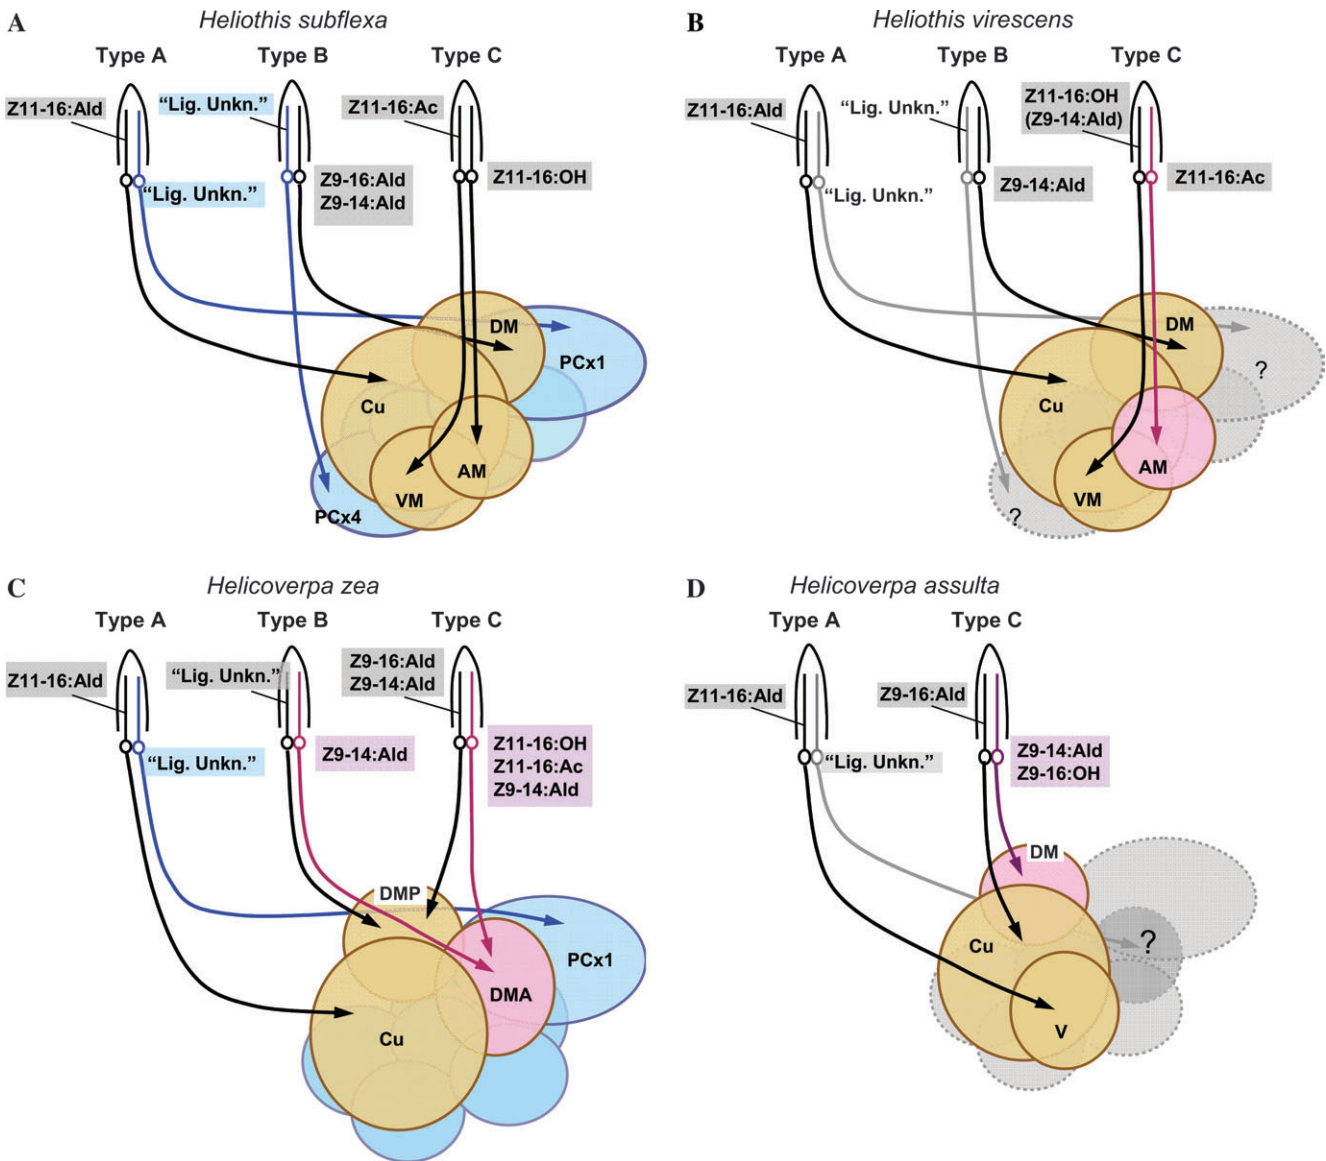 A
Heliothis subflexa
Type A
Type B
Type C
Z11-16:Ald
“Lig. Unkn.”
Z11-16:Ac
“Lig. Unkn.”
Z9-16:Ald
Z9-14:Ald
Z11-16:OH
DM
PCx1
Cu
AM
VM
PCx4
B
Heliothis virescens
Type A
Type B
Type C
Z11-16:Ald
“Lig. Unkn.”
Z11-16:OH
(Z9-14:Ald)
“Lig. Unkn.”
Z9-14:Ald
Z11-16:Ac
DM
?
Cu
AM
VM
?
C
Helicoverpa zea
Type A
Type B
Type C
Z11-16:Ald
“Lig. Unkn.”
Z9-16:Ald
Z9-14:Ald
“Lig. Unkn.”
Z9-14:Ald
Z11-16:OH
Z11-16:Ac
Z9-14:Ald
DMP
PCx1
DMA
Cu
D
Helicoverpa assulta
Type A
Type C
Z11-16:Ald
Z9-16:Ald
“Lig. Unkn.”
Z9-14:Ald
Z9-16:OH
DM
Cu
?
V